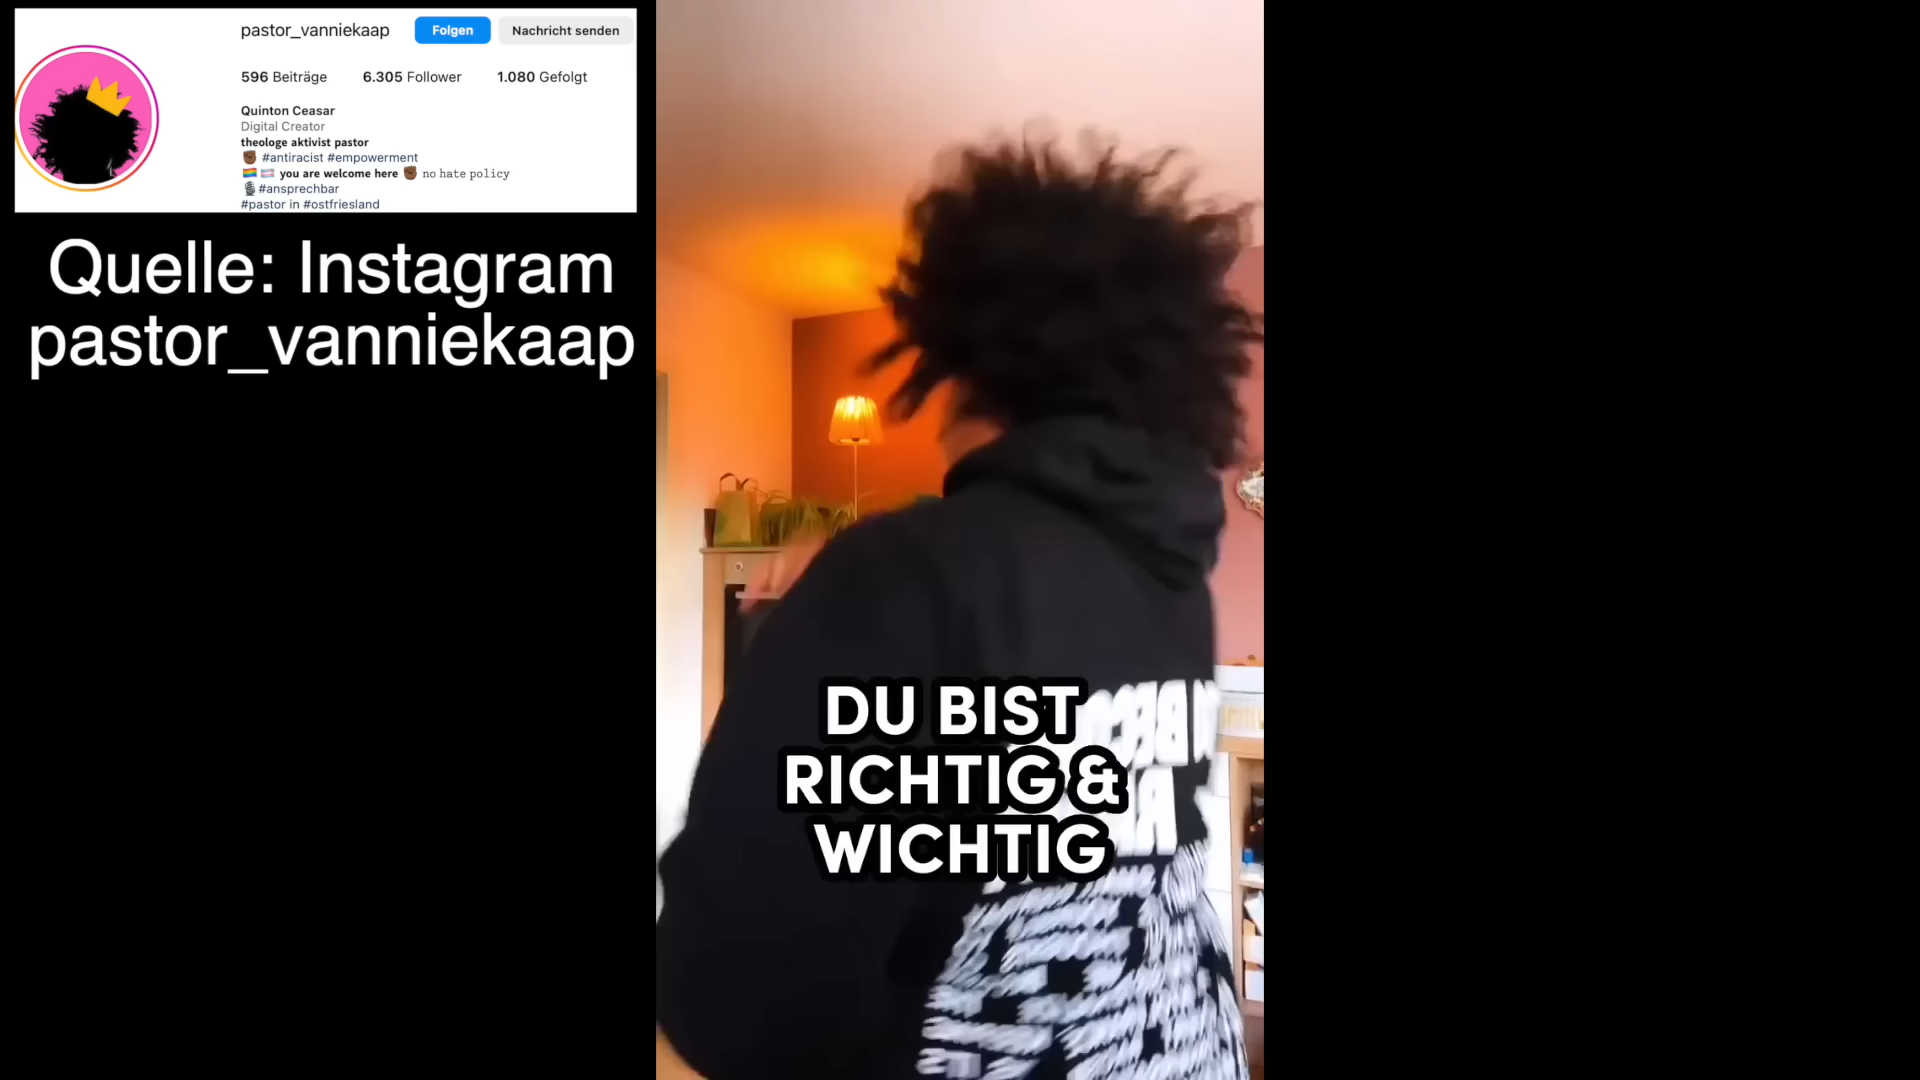 pastor_vanniekaap Folgen Nachricht senden
596 Beiträge 6.305 Follower 1.080 Gefolgt
Quinton Ceasar
Digital Creator
theologe aktivist pastor
✊🏾 #antiracist #empowerment
🏳️‍🌈 🏳️‍⚧️ you are welcome here ✊🏾 no hate policy
🎙️#ansprechbar
#pastor in #ostfriesland
Quelle: Instagram
pastor_vanniekaap
DU BIST
RICHTIG &
WICHTIG